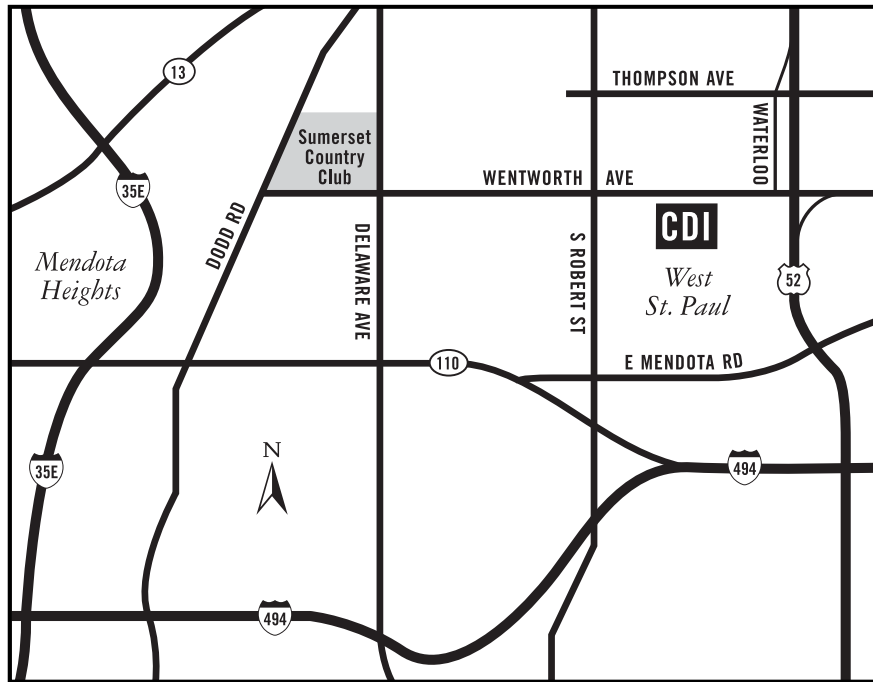 13
THOMPSON AVE
WATERLOO
Sumerset
Country
Club
35E
WENTWORTH AVE
DODD RD
DELAWARE AVE
S ROBERT ST
CDI
Mendota
Heights
West
St. Paul
52
110
E MENDOTA RD
N
35E
494
494